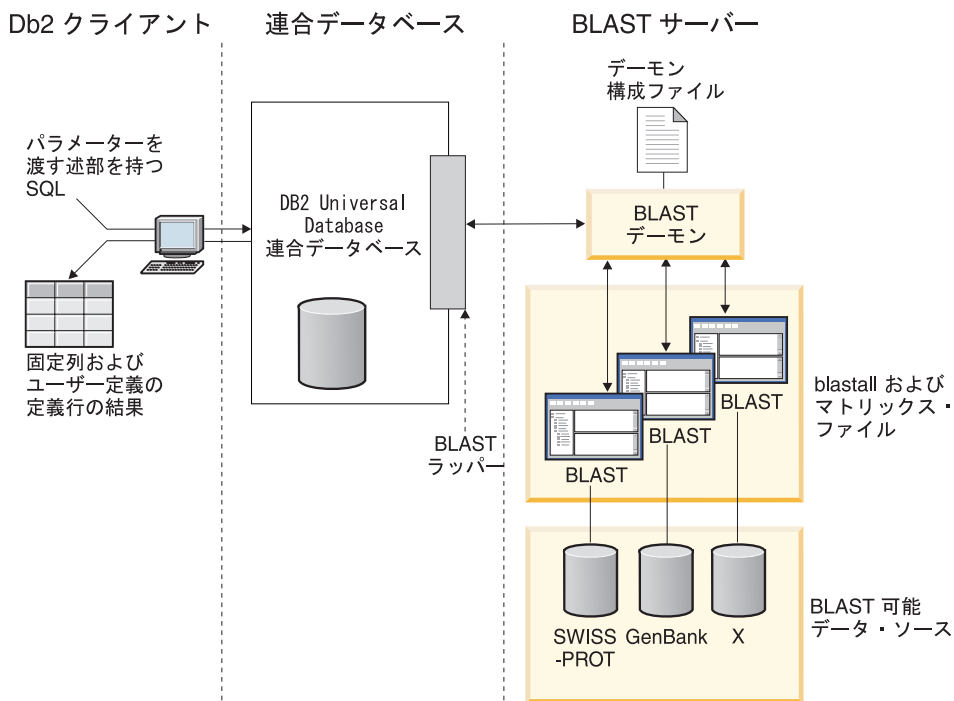 Db2 クライアント
連合データベース
BLAST サーバー
デーモン
構成ファイル
パラメーターを
渡す述部を持つ
SQL
DB2 Universal
Database
連合データベース
BLAST
デーモン
固定列および
ユーザー定義の
定義行の結果
BLAST
ラッパー
BLAST
BLAST
BLAST
blastall および
マトリックス・
ファイル
SWISS
-PROT
GenBank
X
BLAST 可能
データ・ソース